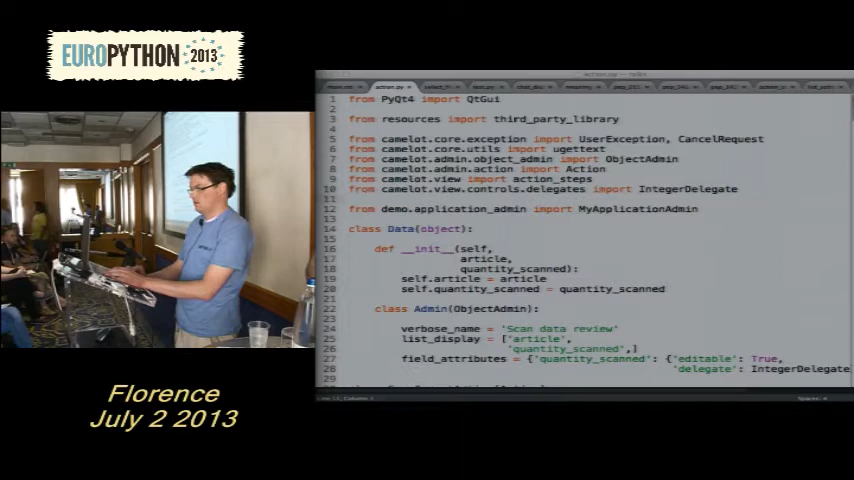 EUROPYTHON 2013
action.py
1 from PyQt4 import QtGui
2
3 from resources import third_party_library
4
5 from camelot.core.exception import UserException, CancelRequest
6 from camelot.core.utils import ugettext
7 from camelot.admin.object_admin import ObjectAdmin
8 from camelot.admin.action import Action
9 from camelot.view import action_steps
10 from camelot.view.controls.delegates import IntegerDelegate
11
12 from demo.application_admin import MyApplicationAdmin
13
14 class Data(object):
15
16 def __init__(self,
17 article,
18 quantity_scanned):
19 self.article = article
20 self.quantity_scanned = quantity_scanned
21
22 class Admin(ObjectAdmin):
23
24 verbose_name = 'Scan data review'
25 list_display = ['article',
26 'quantity_scanned',]
27 field_attributes = {'quantity_scanned': {'editable': True,
28 'delegate': IntegerDelegate
29
Florence
July 2 2013